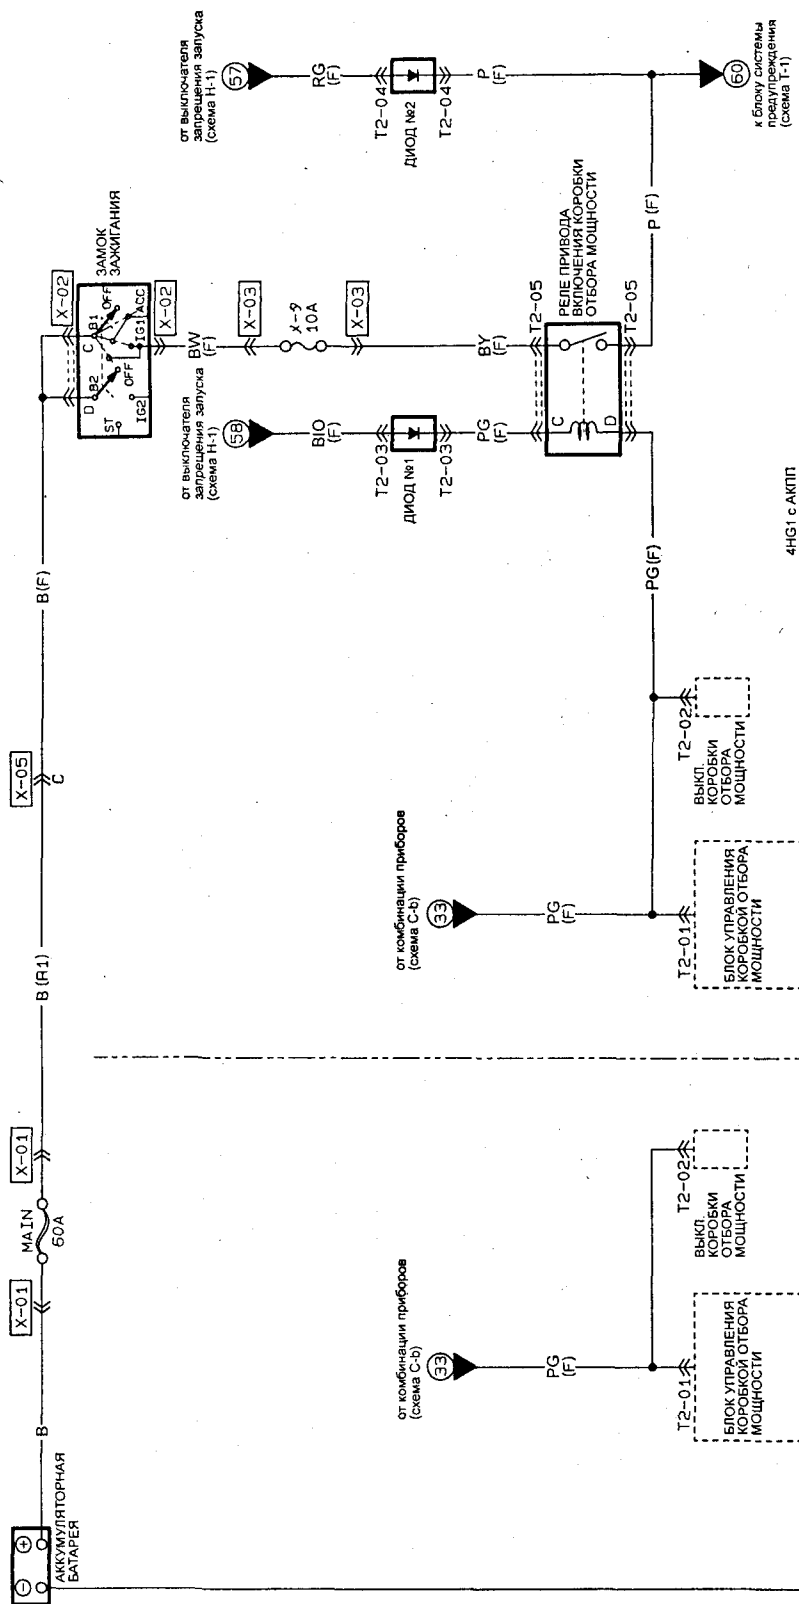 АККУМУЛЯТОРНАЯ
БАТАРЕЯ
B
X-01
MAIN
60A
X-01
B (R1)
X-05
C
B (F)
X-02
ЗАМОК
ЗАЖИГАНИЯ
D
B2
C
B1
OFF
OFF
ST
IG2
IG1
ACC
X-02
BW
(F)
X-03
X-9
10A
X-03
BY
(F)
T2-05
РЕЛЕ ПРИВОДА
ВКЛЮЧЕНИЯ КОРОБКИ
ОТБОРА МОЩНОСТИ
C
D
T2-05
P (F)
от выключателя
запрещения запуска
(схема H-1)
57
RG
(F)
T2-04
ДИОД №2
T2-04
P
(F)
60
к блоку системы
предупреждения
(схема T-1)
от выключателя
запрещения запуска
(схема H-1)
58
BIO
(F)
T2-03
ДИОД №1
T2-03
PG
(F)
PG (F)
4HG1 с АКПП
от комбинации приборов
(схема C-b)
33
PG
(F)
T2-01
БЛОК УПРАВЛЕНИЯ
КОРОБКОЙ ОТБОРА
МОЩНОСТИ
T2-02
ВЫКЛ.
КОРОБКИ
ОТБОРА
МОЩНОСТИ
от комбинации приборов
(схема C-b)
33
PG
(F)
T2-01
БЛОК УПРАВЛЕНИЯ
КОРОБКОЙ ОТБОРА
МОЩНОСТИ
T2-02
ВЫКЛ.
КОРОБКИ
ОТБОРА
МОЩНОСТИ